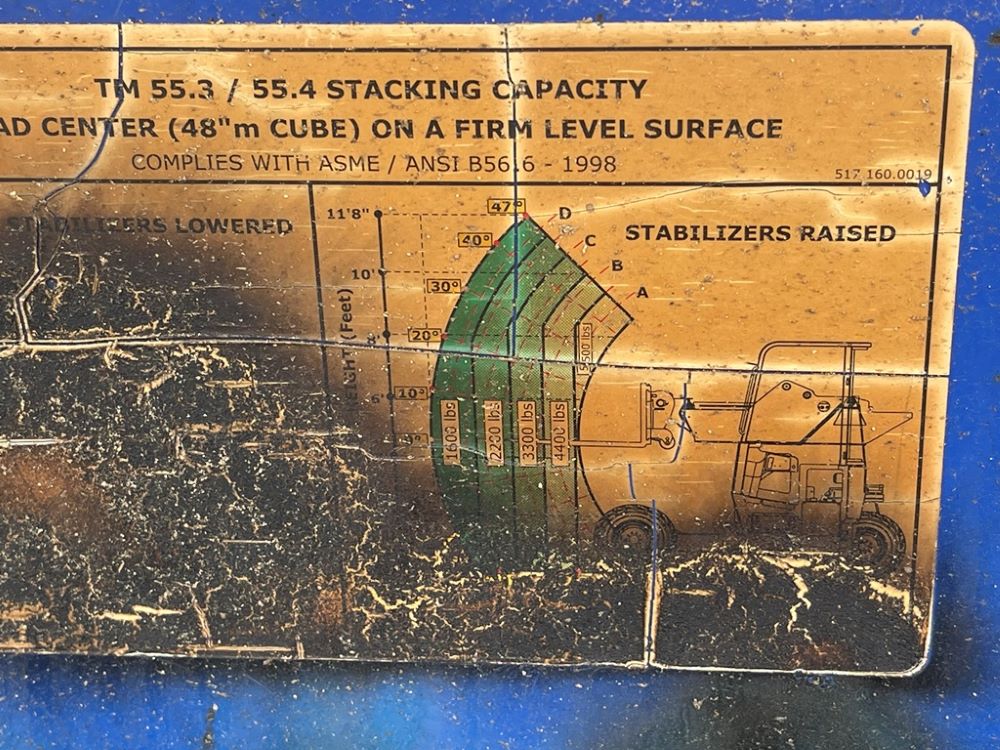 TM 55.3 / 55.4 STACKING CAPACITY
AD CENTER (48"m CUBE) ON A FIRM LEVEL SURFACE
COMPLIES WITH ASME / ANSI B56.6 - 1998
517 160.0019
STABILIZERS LOWERED
STABILIZERS RAISED
11'8"
47°
D
40°
C
10'
B
30°
A
20°
5500 lbs
HEIGHT (Feet)
6'
10°
1600 lbs
2200 lbs
3300 lbs
4400 lbs